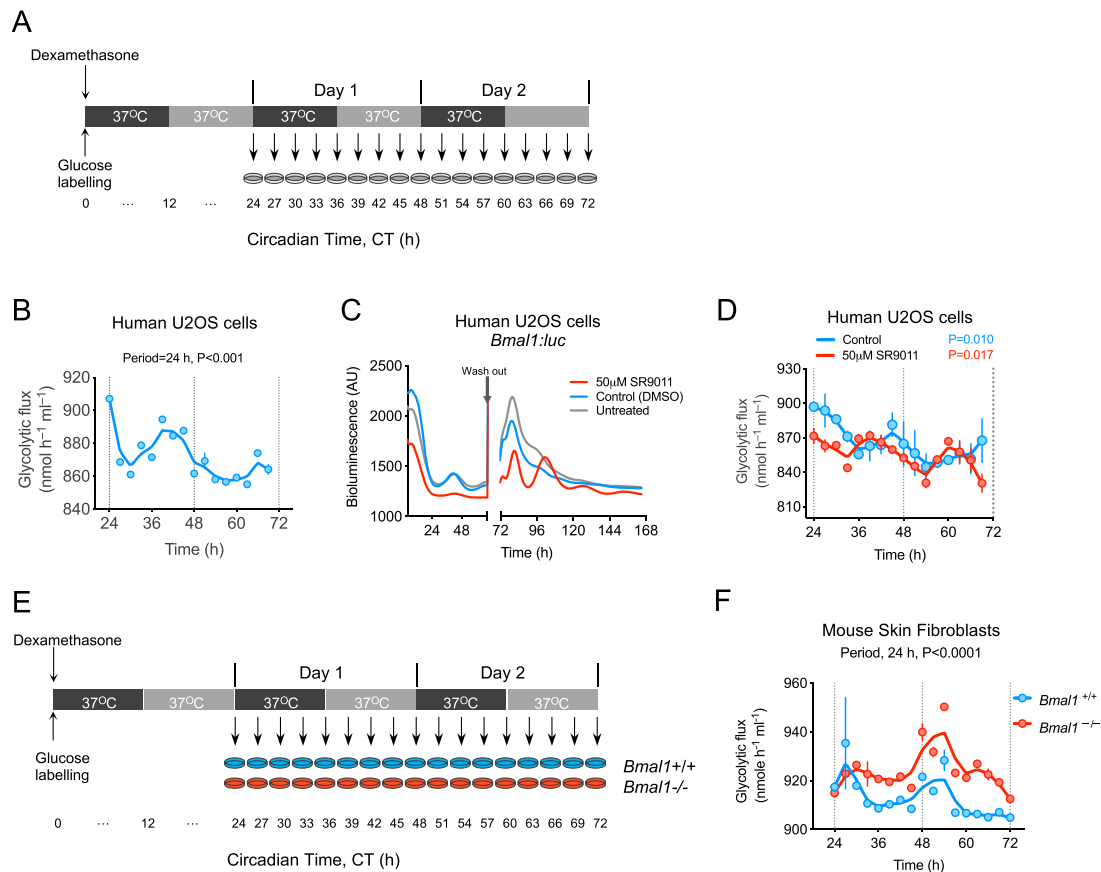 A
Dexamethasone
Day 1
Day 2
37OC 37OC 37OC 37OC 37OC
Glucose
labelling
0 ... 12 ... 24 27 30 33 36 39 42 45 48 51 54 57 60 63 66 69 72
Circadian Time, CT (h)
B
Human U2OS cells
Period=24 h, P<0.001
Glycolytic flux
(nmol h–1 ml–1)
920
900
880
860
840
24 36 48 60 72
Time (h)
C
Human U2OS cells
Bmal1:luc
Wash out
50µM SR9011
Control (DMSO)
Untreated
Bioluminescence (AU)
2500
2000
1500
1000
24 48 72 96 120 144 168
Time (h)
D
Human U2OS cells
Control P=0.010
50µM SR9011 P=0.017
Glycolytic flux
(nmol h–1 ml–1)
930
900
870
840
810
24 36 48 60 72
Time (h)
E
Dexamethasone
Day 1
Day 2
37OC 37OC 37OC 37OC 37OC 37OC
Glucose
labelling
Bmal1+/+
Bmal1-/-
0 ... 12 ... 24 27 30 33 36 39 42 45 48 51 54 57 60 63 66 69 72
Circadian Time, CT (h)
F
Mouse Skin Fibroblasts
Period, 24 h, P<0.0001
Bmal1 +/+
Bmal1 –/–
Glycolytic flux
(nmole h-1 ml-1)
960
940
920
900
24 36 48 60 72
Time (h)